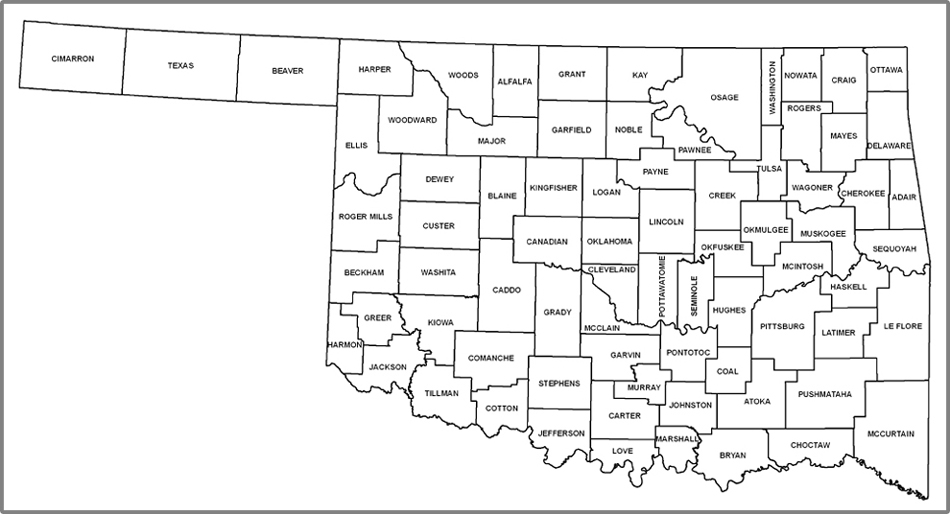 CIMARRON
TEXAS
BEAVER
HARPER
WOODS
ALFALFA
GRANT
KAY
OSAGE
WASHINGTON
NOWATA
CRAIG
OTTAWA
ROGERS
WOODWARD
MAJOR
GARFIELD
NOBLE
PAWNEE
MAYES
DELAWARE
ELLIS
DEWEY
BLAINE
KINGFISHER
LOGAN
PAYNE
CREEK
TULSA
WAGONER
CHEROKEE
ADAIR
ROGER MILLS
CUSTER
CANADIAN
OKLAHOMA
LINCOLN
OKFUSKEE
OKMULGEE
MUSKOGEE
SEQUOYAH
BECKHAM
WASHITA
CADDO
GRADY
CLEVELAND
POTTAWATOMIE
SEMINOLE
HUGHES
MCINTOSH
HASKELL
GREER
KIOWA
MCCLAIN
PITTSBURG
LATIMER
LE FLORE
HARMON
JACKSON
COMANCHE
GARVIN
PONTOTOC
COAL
TILLMAN
COTTON
STEPHENS
MURRAY
CARTER
JOHNSTON
ATOKA
PUSHMATAHA
JEFFERSON
LOVE
MARSHALL
BRYAN
CHOCTAW
MCCURTAIN